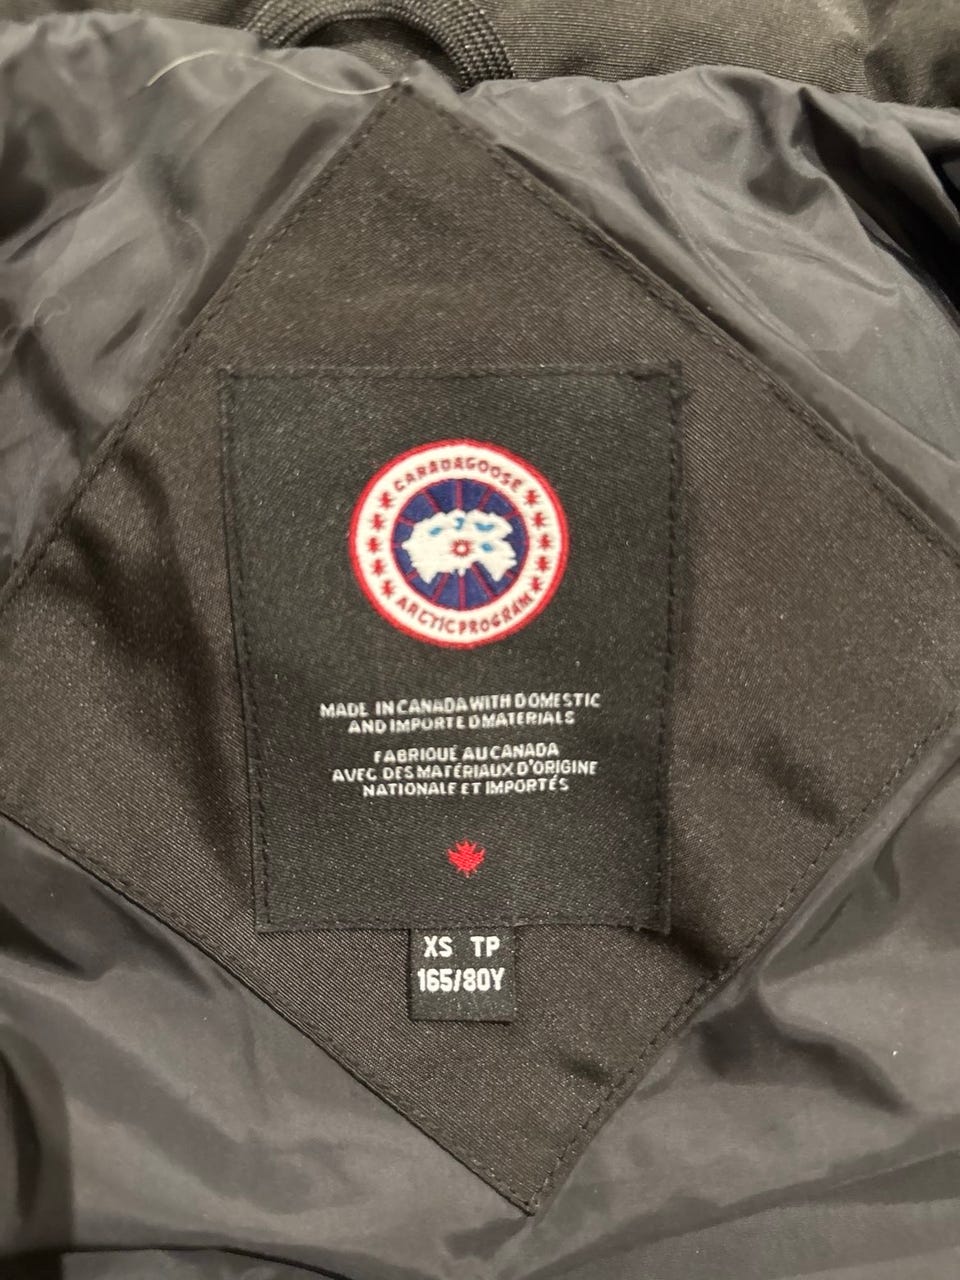 CANADA GOOSE
ARCTIC PROGRAM
MADE IN CANADA WITH DOMESTIC
AND IMPORTED MATERIALS
FABRIQUÉ AU CANADA
AVEC DES MATÉRIAUX D'ORIGINE
NATIONALE ET IMPORTÉS
XS TP
165/80Y